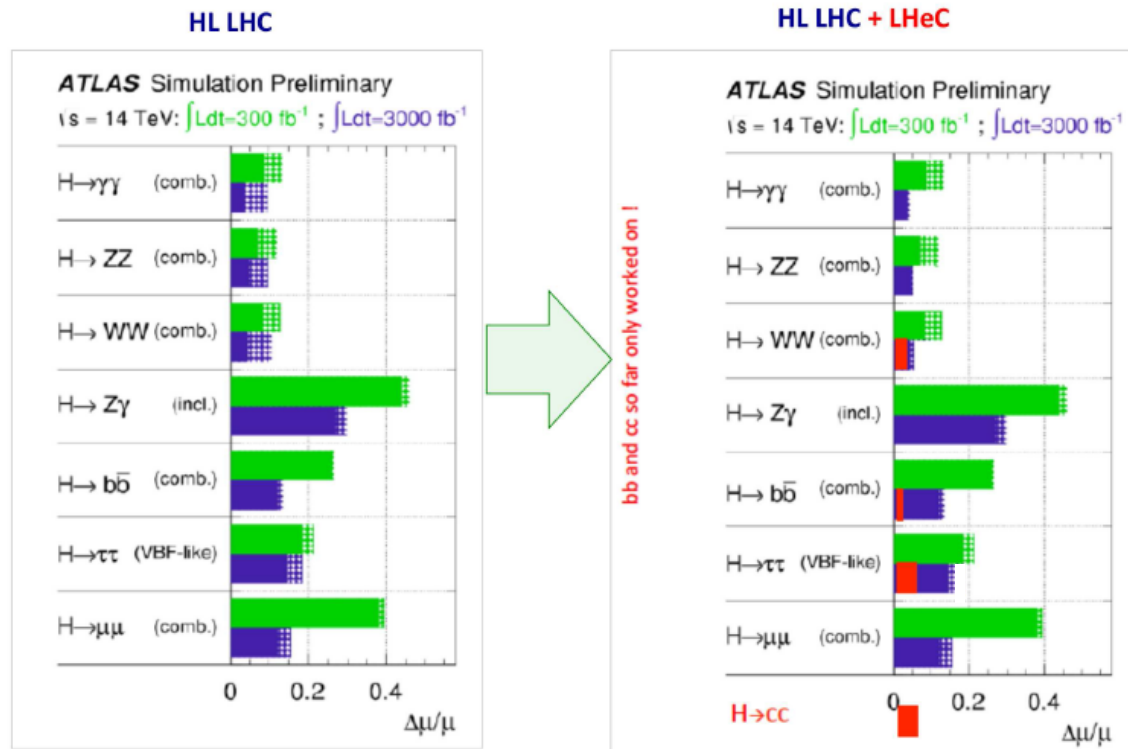 HL LHC
ATLAS Simulation Preliminary
√s = 14 TeV: ∫Ldt=300 fb⁻¹ ; ∫Ldt=3000 fb⁻¹
H→γγ (comb.)
H→ ZZ (comb.)
H→ WW (comb.)
H→Zγ (incl.)
H→bb̄ (comb.)
H→ττ (VBF-like)
H→μμ (comb.)
0 0.2 0.4
Δμ/μ
HL LHC + LHeC
ATLAS Simulation Preliminary
√s = 14 TeV: ∫Ldt=300 fb⁻¹ ; ∫Ldt=3000 fb⁻¹
bb and cc so far only worked on !
H→γγ (comb.)
H→ ZZ (comb.)
H→ WW (comb.)
H→Zγ (incl.)
H→bb̄ (comb.)
H→ττ (VBF-like)
H→μμ (comb.)
0 0.2 0.4
H→cc
Δμ/μ